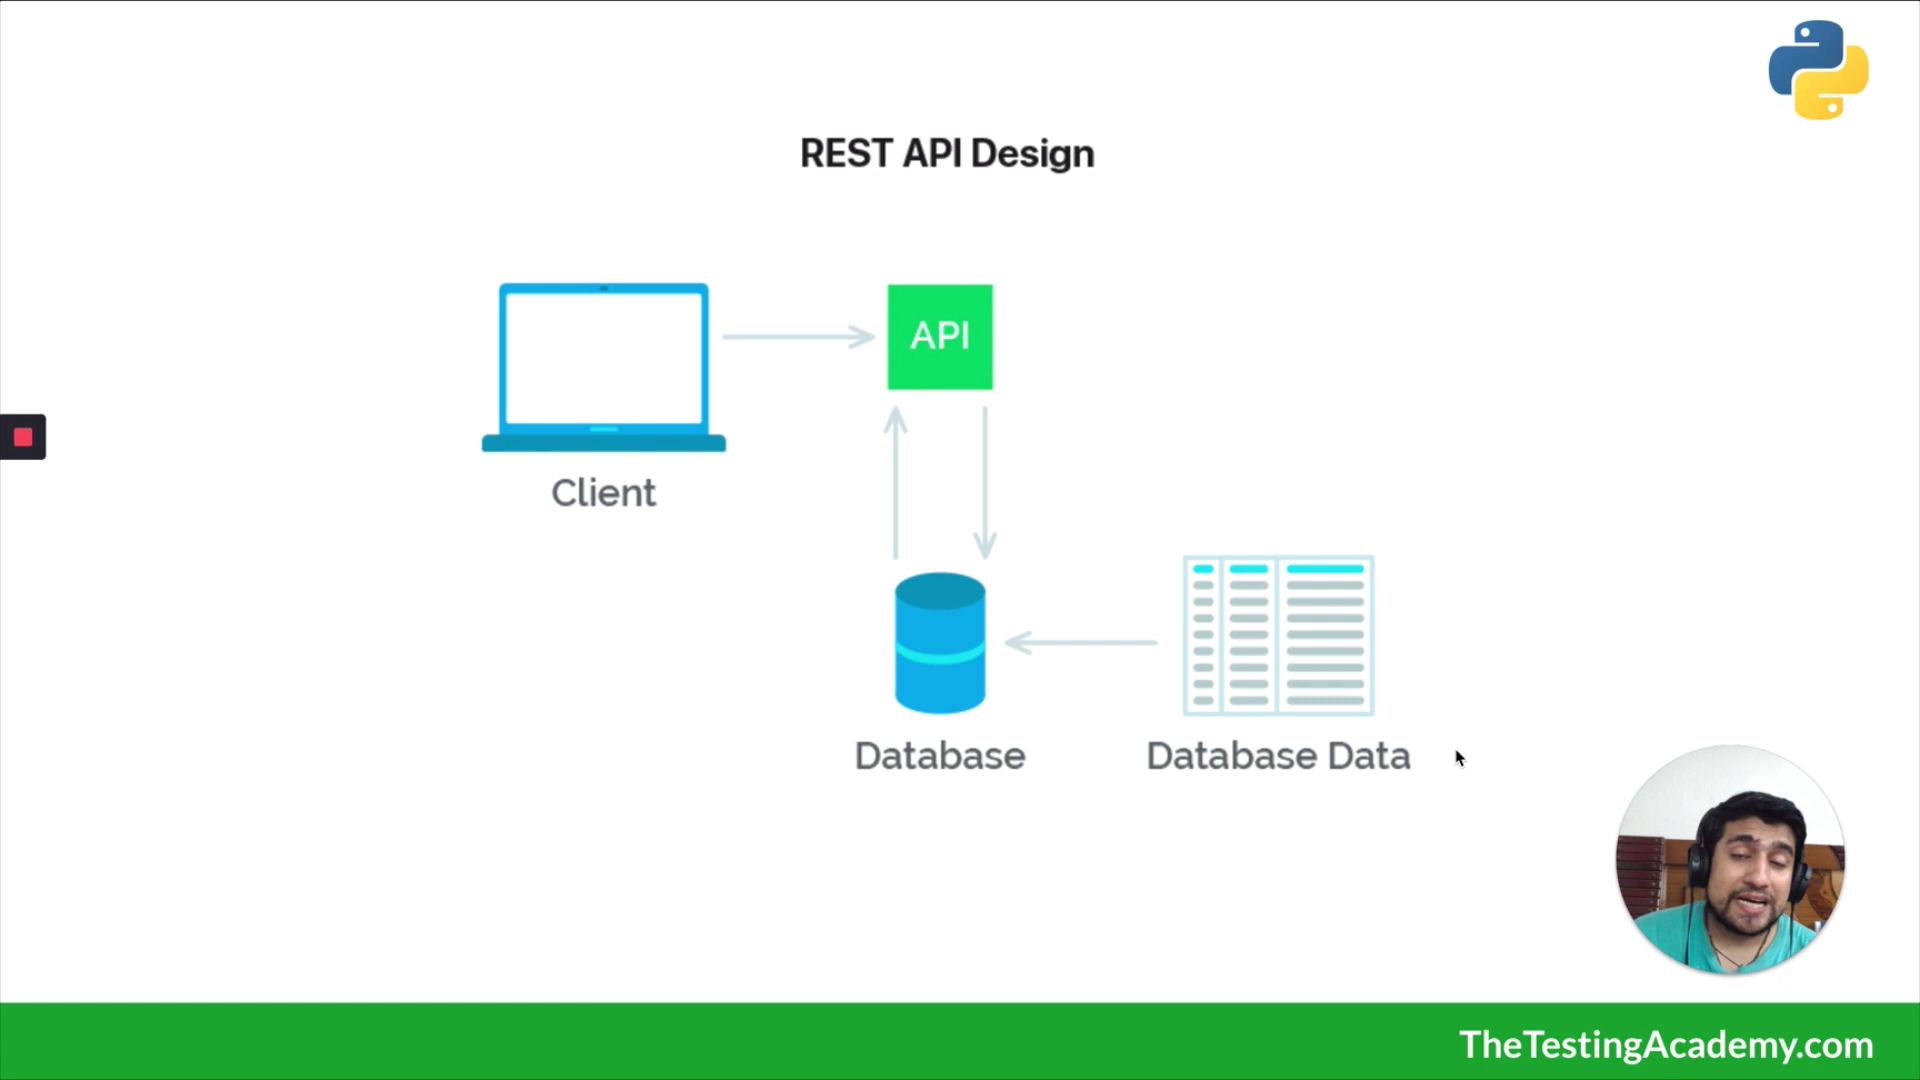 REST API Design
API
Client
Database
Database Data
TheTestingAcademy.com